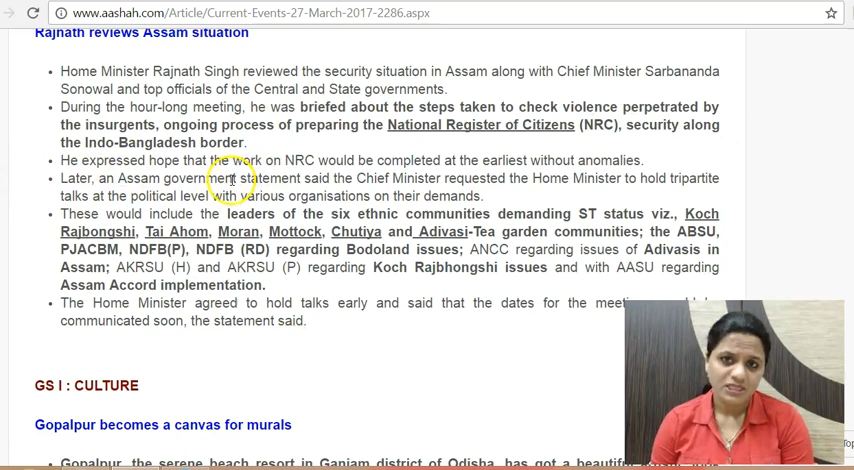 www.aashah.com/Article/Current-Events-27-March-2017-2286.aspx
Rajnath reviews Assam situation
• Home Minister Rajnath Singh reviewed the security situation in Assam along with Chief Minister Sarbananda
Sonowal and top officials of the Central and State governments.
• During the hour-long meeting, he was briefed about the steps taken to check violence perpetrated by
the insurgents, ongoing process of preparing the National Register of Citizens (NRC), security along
the Indo-Bangladesh border.
• He expressed hope that the work on NRC would be completed at the earliest without anomalies.
• Later, an Assam government statement said the Chief Minister requested the Home Minister to hold tripartite
talks at the political level with various organisations on their demands.
• These would include the leaders of the six ethnic communities demanding ST status viz., Koch
Rajbongshi, Tai Ahom, Moran, Mottock, Chutiya and Adivasi-Tea garden communities; the ABSU,
PJACBM, NDFB(P), NDFB (RD) regarding Bodoland issues; ANCC regarding issues of Adivasis in
Assam; AKRSU (H) and AKRSU (P) regarding Koch Rajbhongshi issues and with AASU regarding
Assam Accord implementation.
• The Home Minister agreed to hold talks early and said that the dates for the
communicated soon, the statement said.
GS I : CULTURE
Gopalpur becomes a canvas for murals
• Gopalpur, the serene beach resort in Ganjam district of Odisha, has got a beautiful